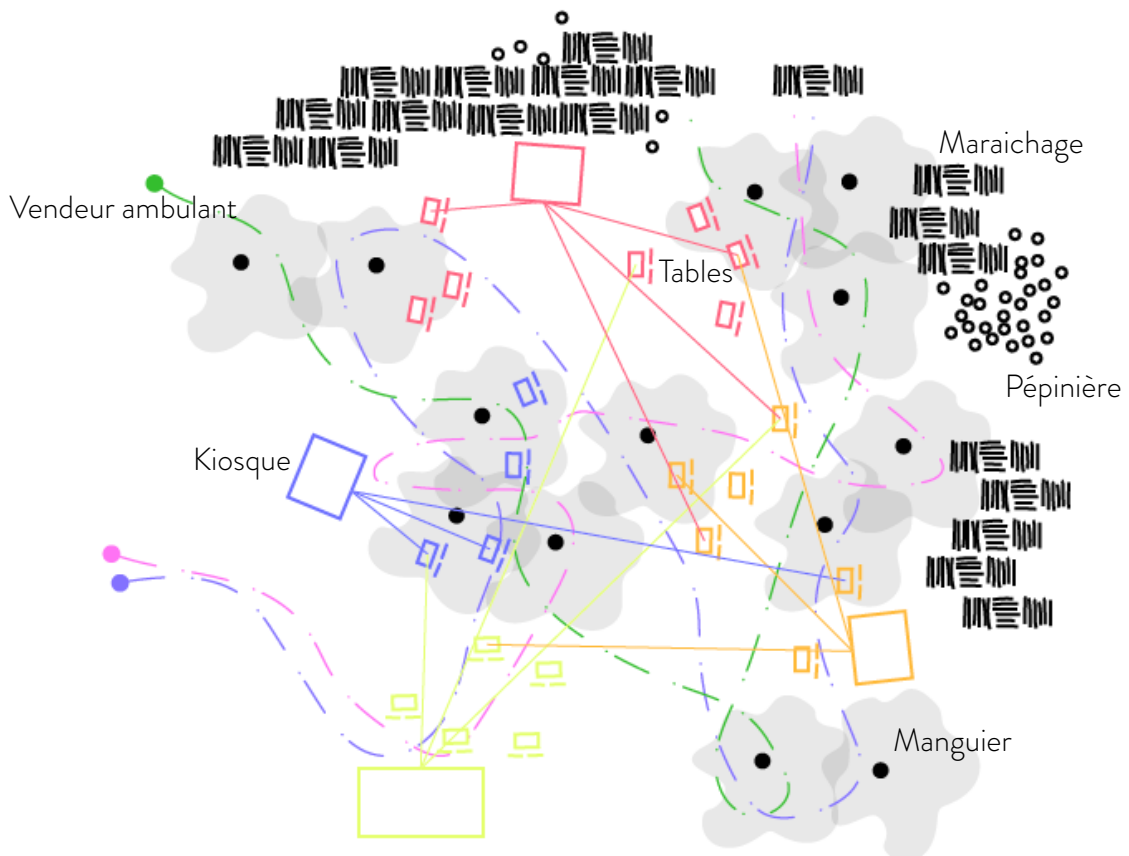 Maraichage
Vendeur ambulant
Tables
Pépinière
Kiosque
Manguier